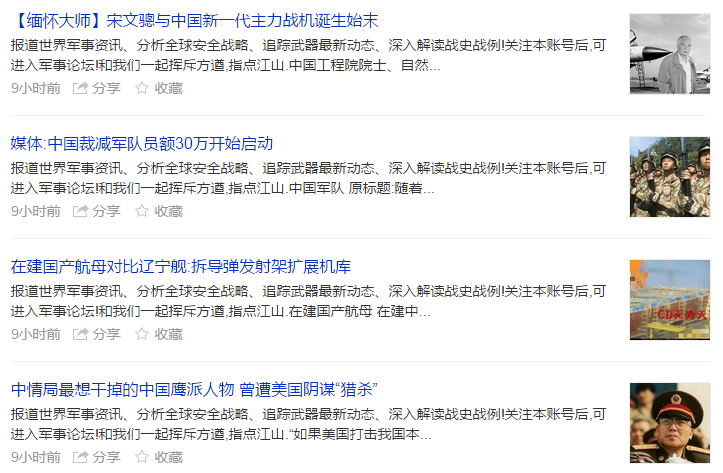 【缅怀大师】宋文骢与中国新一代主力战机诞生始末
报道世界军事资讯、分析全球安全战略、追踪武器最新动态、深入解读战史战例!关注本账号后,可
进入军事论坛!和我们一起挥斥方遒,指点江山.中国工程院院士、自然...
9小时前 分享 收藏
媒体:中国裁减军队员额30万开始启动
报道世界军事资讯、分析全球安全战略、追踪武器最新动态、深入解读战史战例!关注本账号后,可
进入军事论坛!和我们一起挥斥方遒,指点江山.中国军队 原标题:随着...
9小时前 分享 收藏
在建国产航母对比辽宁舰:拆导弹发射架扩展机库
报道世界军事资讯、分析全球安全战略、追踪武器最新动态、深入解读战史战例!关注本账号后,可
进入军事论坛!和我们一起挥斥方遒,指点江山.在建国产航母 在建中...
CD无为天
9小时前 分享 收藏
中情局最想干掉的中国鹰派人物 曾遭美国阴谋“猎杀”
报道世界军事资讯、分析全球安全战略、追踪武器最新动态、深入解读战史战例!关注本账号后,可
进入军事论坛!和我们一起挥斥方遒,指点江山.“如果美国打击我国本...
9小时前 分享 收藏